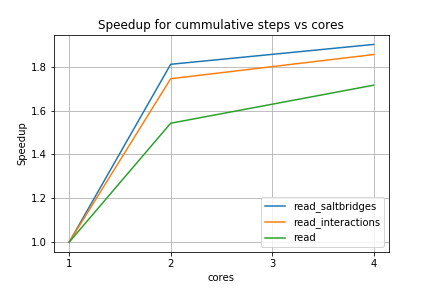 Speedup for cummulative steps vs cores
Speedup
1.8
1.6
1.4
1.2
1.0
read_saltbridges
read_interactions
read
1 2 3 4
cores